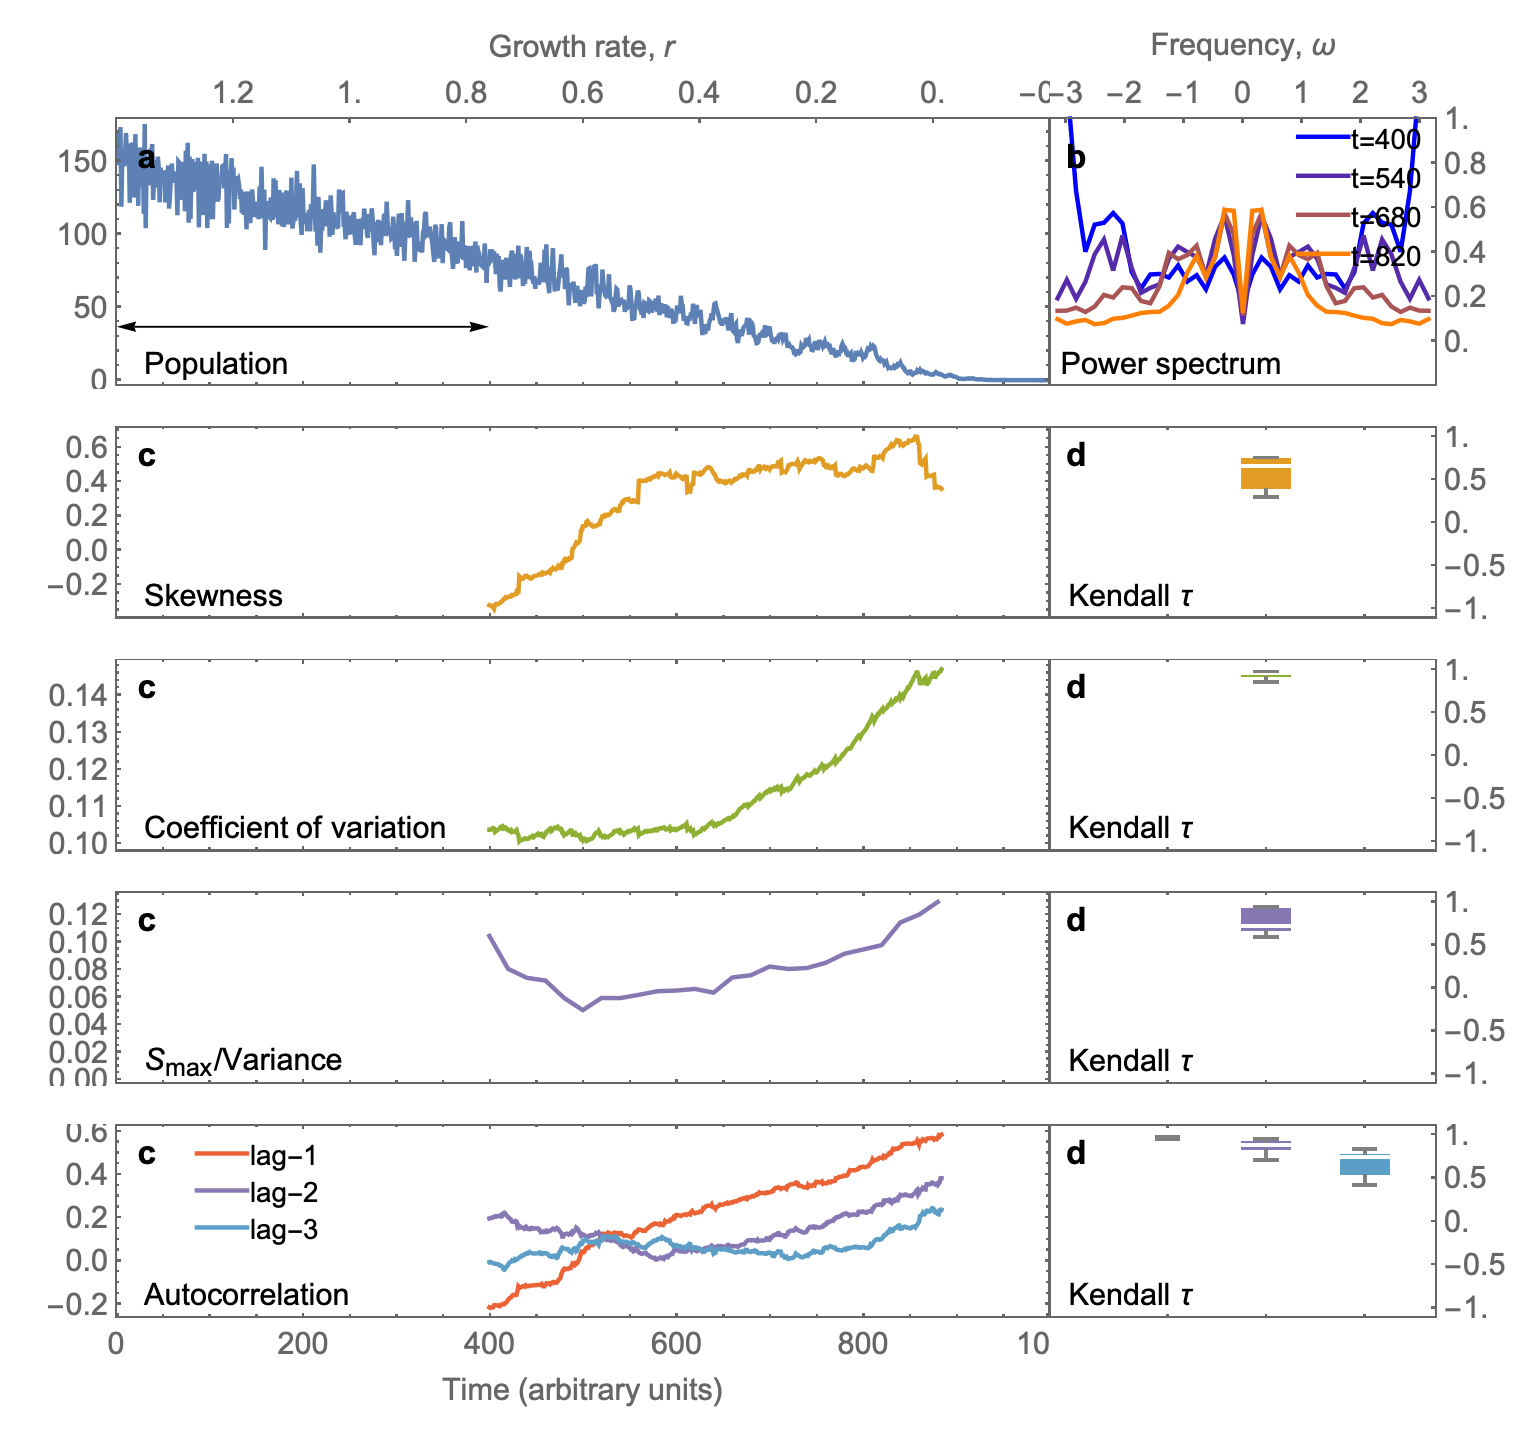 Growth rate, r
Frequency, ω
1.2 1. 0.8 0.6 0.4 0.2 0. −0
−3 −2 −1 0 1 2 3
150
100
50
0
a
Population
b
t=400
t=540
t=680
t=820
Power spectrum
1.
0.8
0.6
0.4
0.2
0.
0.6
0.4
0.2
0.0
−0.2
c
Skewness
d
Kendall τ
1.
0.5
0.
−0.5
−1.
0.14
0.13
0.12
0.11
0.10
c
Coefficient of variation
d
Kendall τ
1.
0.5
0.
−0.5
−1.
0.12
0.10
0.08
0.06
0.04
0.02
0.00
c
Smax/Variance
d
Kendall τ
1.
0.5
0.
−0.5
−1.
0.6
0.4
0.2
0.0
−0.2
c
lag−1
lag−2
lag−3
Autocorrelation
d
Kendall τ
1.
0.5
0.
−0.5
−1.
0 200 400 600 800 10
Time (arbitrary units)